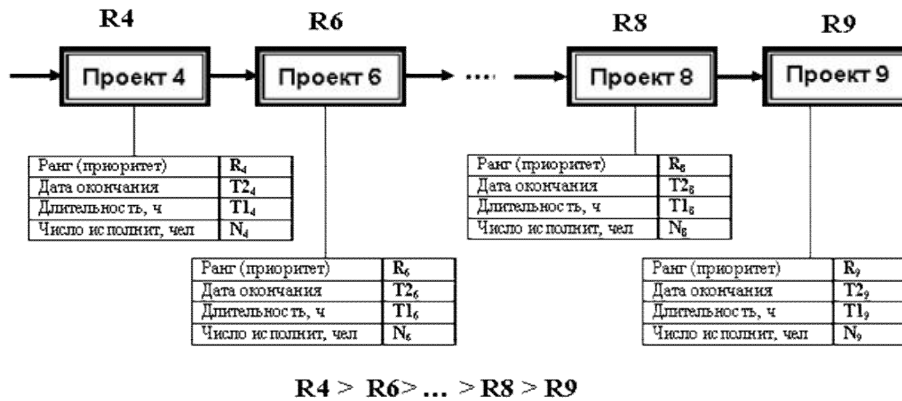 R4 R6 R8 R9
Проект 4 Проект 6 .... Проект 8 Проект 9
Ранг (приоритет) R₄
Дата окончания T2₄
Длительность, ч T1₄
Число исполнит, чел N₄
Ранг (приоритет) R₈
Дата окончания T2₈
Длительность, ч T1₈
Число исполнит, чел N₈
Ранг (приоритет) R₆
Дата окончания T2₆
Длительность, ч T1₆
Число исполнит, чел N₆
Ранг (приоритет) R₉
Дата окончания T2₉
Длительность, ч T1₉
Число исполнит, чел N₉
R4 > R6> ... > R8 > R9